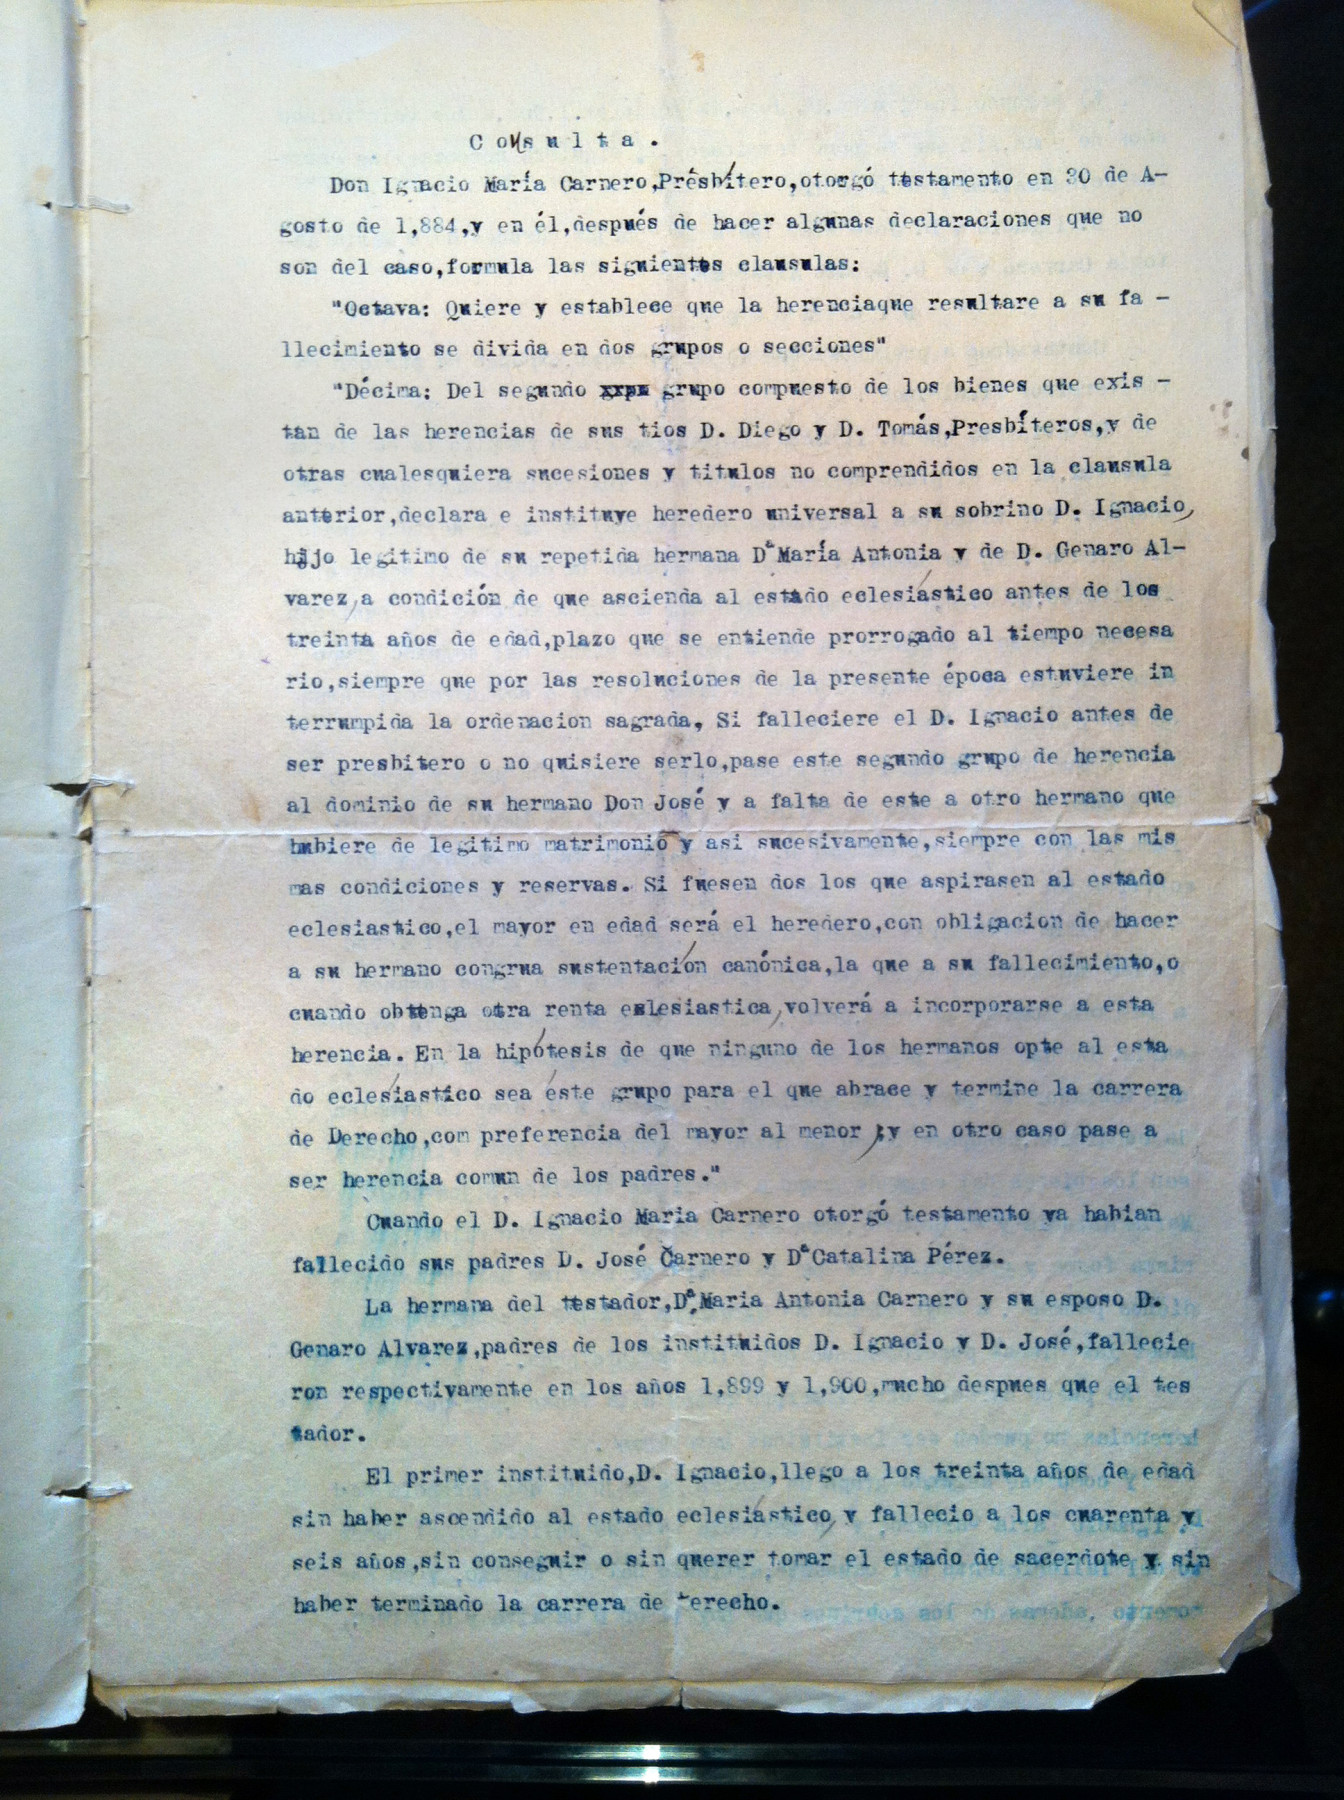 Consulta.
Don Ignacio María Carnero,Présbítero,otorgó testamento en 30 de A-
gosto de 1,884,y en él,después de hacer algunas declaraciones que no
son del caso,formula las siguientes clausulas:
"Octava: Quiere y establece que la herenciaque resultare a su fa -
llecimiento se divida en dos grupos o secciones"
"Décima: Del segundo grupo compuesto de los bienes que exis -
tan de las herencias de sus tios D. Diego y D. Tomás,Presbíteros,y de
otras cualesquiera sucesiones y titulos no comprendidos en la clausula
anterior,declara e instituye heredero universal a su sobrino D. Ignacio,
hijo legitimo de su repetida hermana Dª María Antonia y de D. Genaro Al-
varez,a condición de que ascienda al estado eclesiástico antes de los
treinta años de edad,plazo que se entiende prorrogado al tiempo necesa
rio,siempre que por las resoluciones de la presente época estuviere in
terrumpida la ordenacion sagrada. Si falleciere el D. Ignacio antes de
ser presbitero o no quisiere serlo,pase este segundo grupo de herencia
al dominio de su hermano Don José y a falta de este a otro hermano que
hubiere de legitimo matrimonio y asi sucesivamente,siempre con las mis
mas condiciones y reservas. Si fuesen dos los que aspirasen al estado
eclesiastico,el mayor en edad será el heredero,con obligacion de hacer
a su hermano congrua sustentación canónica,la que a su fallecimiento,o
cuando obtenga otra renta eslesiastica,volverá a incorporarse a esta
herencia. En la hipótesis de que ninguno de los hermanos opte al esta
do eclesiástico sea éste grupo para el que abrace y termine la carrera
de Derecho,com preferencia del mayor al menor ;y en otro caso pase a
ser herencia comun de los padres."
Cuando el D. Ignacio Maria Carnero otorgó testamento ya habian
fallecido sus padres D. José Carnero y Dª Catalina Pérez.
La hermana del testador,Dª Maria Antonia Carnero y su esposo D.
Genaro Alvarez,padres de los instituidos D. Ignacio y D. José,fallecie
ron respectivamente en los años 1,899 y 1,900,mucho despues que el tes
tador.
El primer instituido,D. Ignacio,llego a los treinta años de edad
sin haber ascendido al estado eclesiástico,y fallecio a los cuarenta y
seis años,sin conseguir o sin querer tomar el estado de sacerdote y sin
haber terminado la carrera de Derecho.